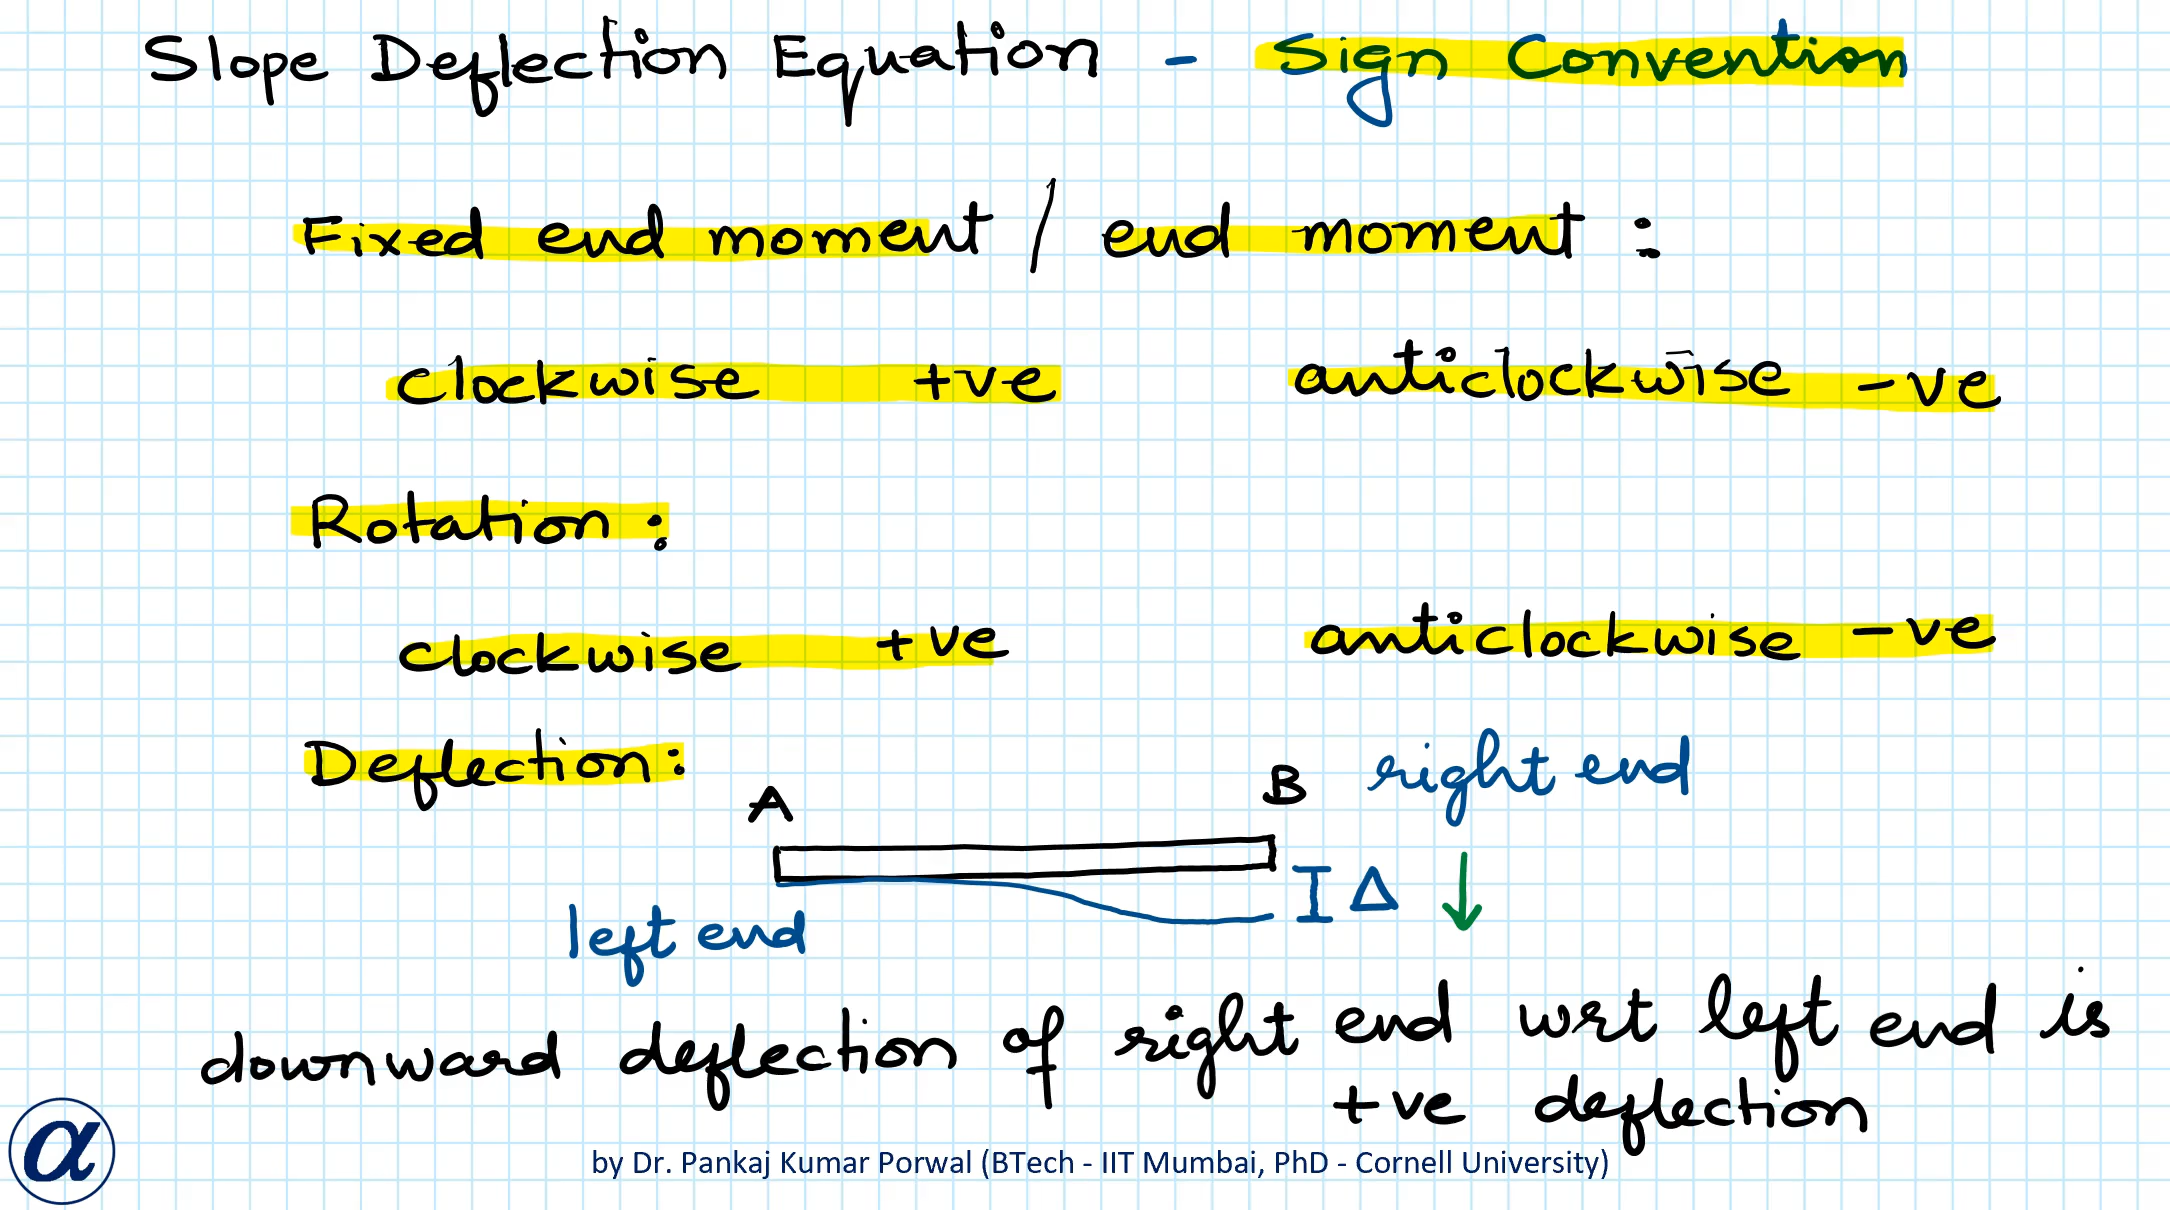 Slope Deflection Equation - Sign Convention
Fixed end moment / end moment :
clockwise +ve anticlockwise -ve
Rotation :
clockwise +ve anticlockwise -ve
Deflection:
A B right end
Δ ↓
left end
downward deflection of right end wrt left end is
+ve deflection
α
by Dr. Pankaj Kumar Porwal (BTech - IIT Mumbai, PhD - Cornell University)